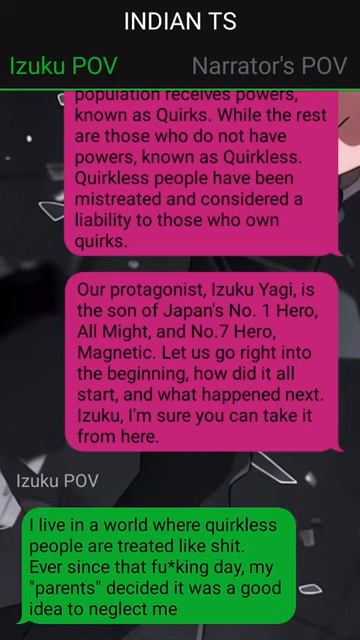 INDIAN TS
Izuku POV Narrator's POV
population receives powers,
known as Quirks. While the rest
are those who do not have
powers, known as Quirkless.
Quirkless people have been
mistreated and considered a
liability to those who own
quirks.
Our protagonist, Izuku Yagi, is
the son of Japan's No. 1 Hero,
All Might, and No.7 Hero,
Magnetic. Let us go right into
the beginning, how did it all
start, and what happened next.
Izuku, I'm sure you can take it
from here.
Izuku POV
I live in a world where quirkless
people are treated like shit.
Ever since that fu*king day, my
"parents" decided it was a good
idea to neglect me